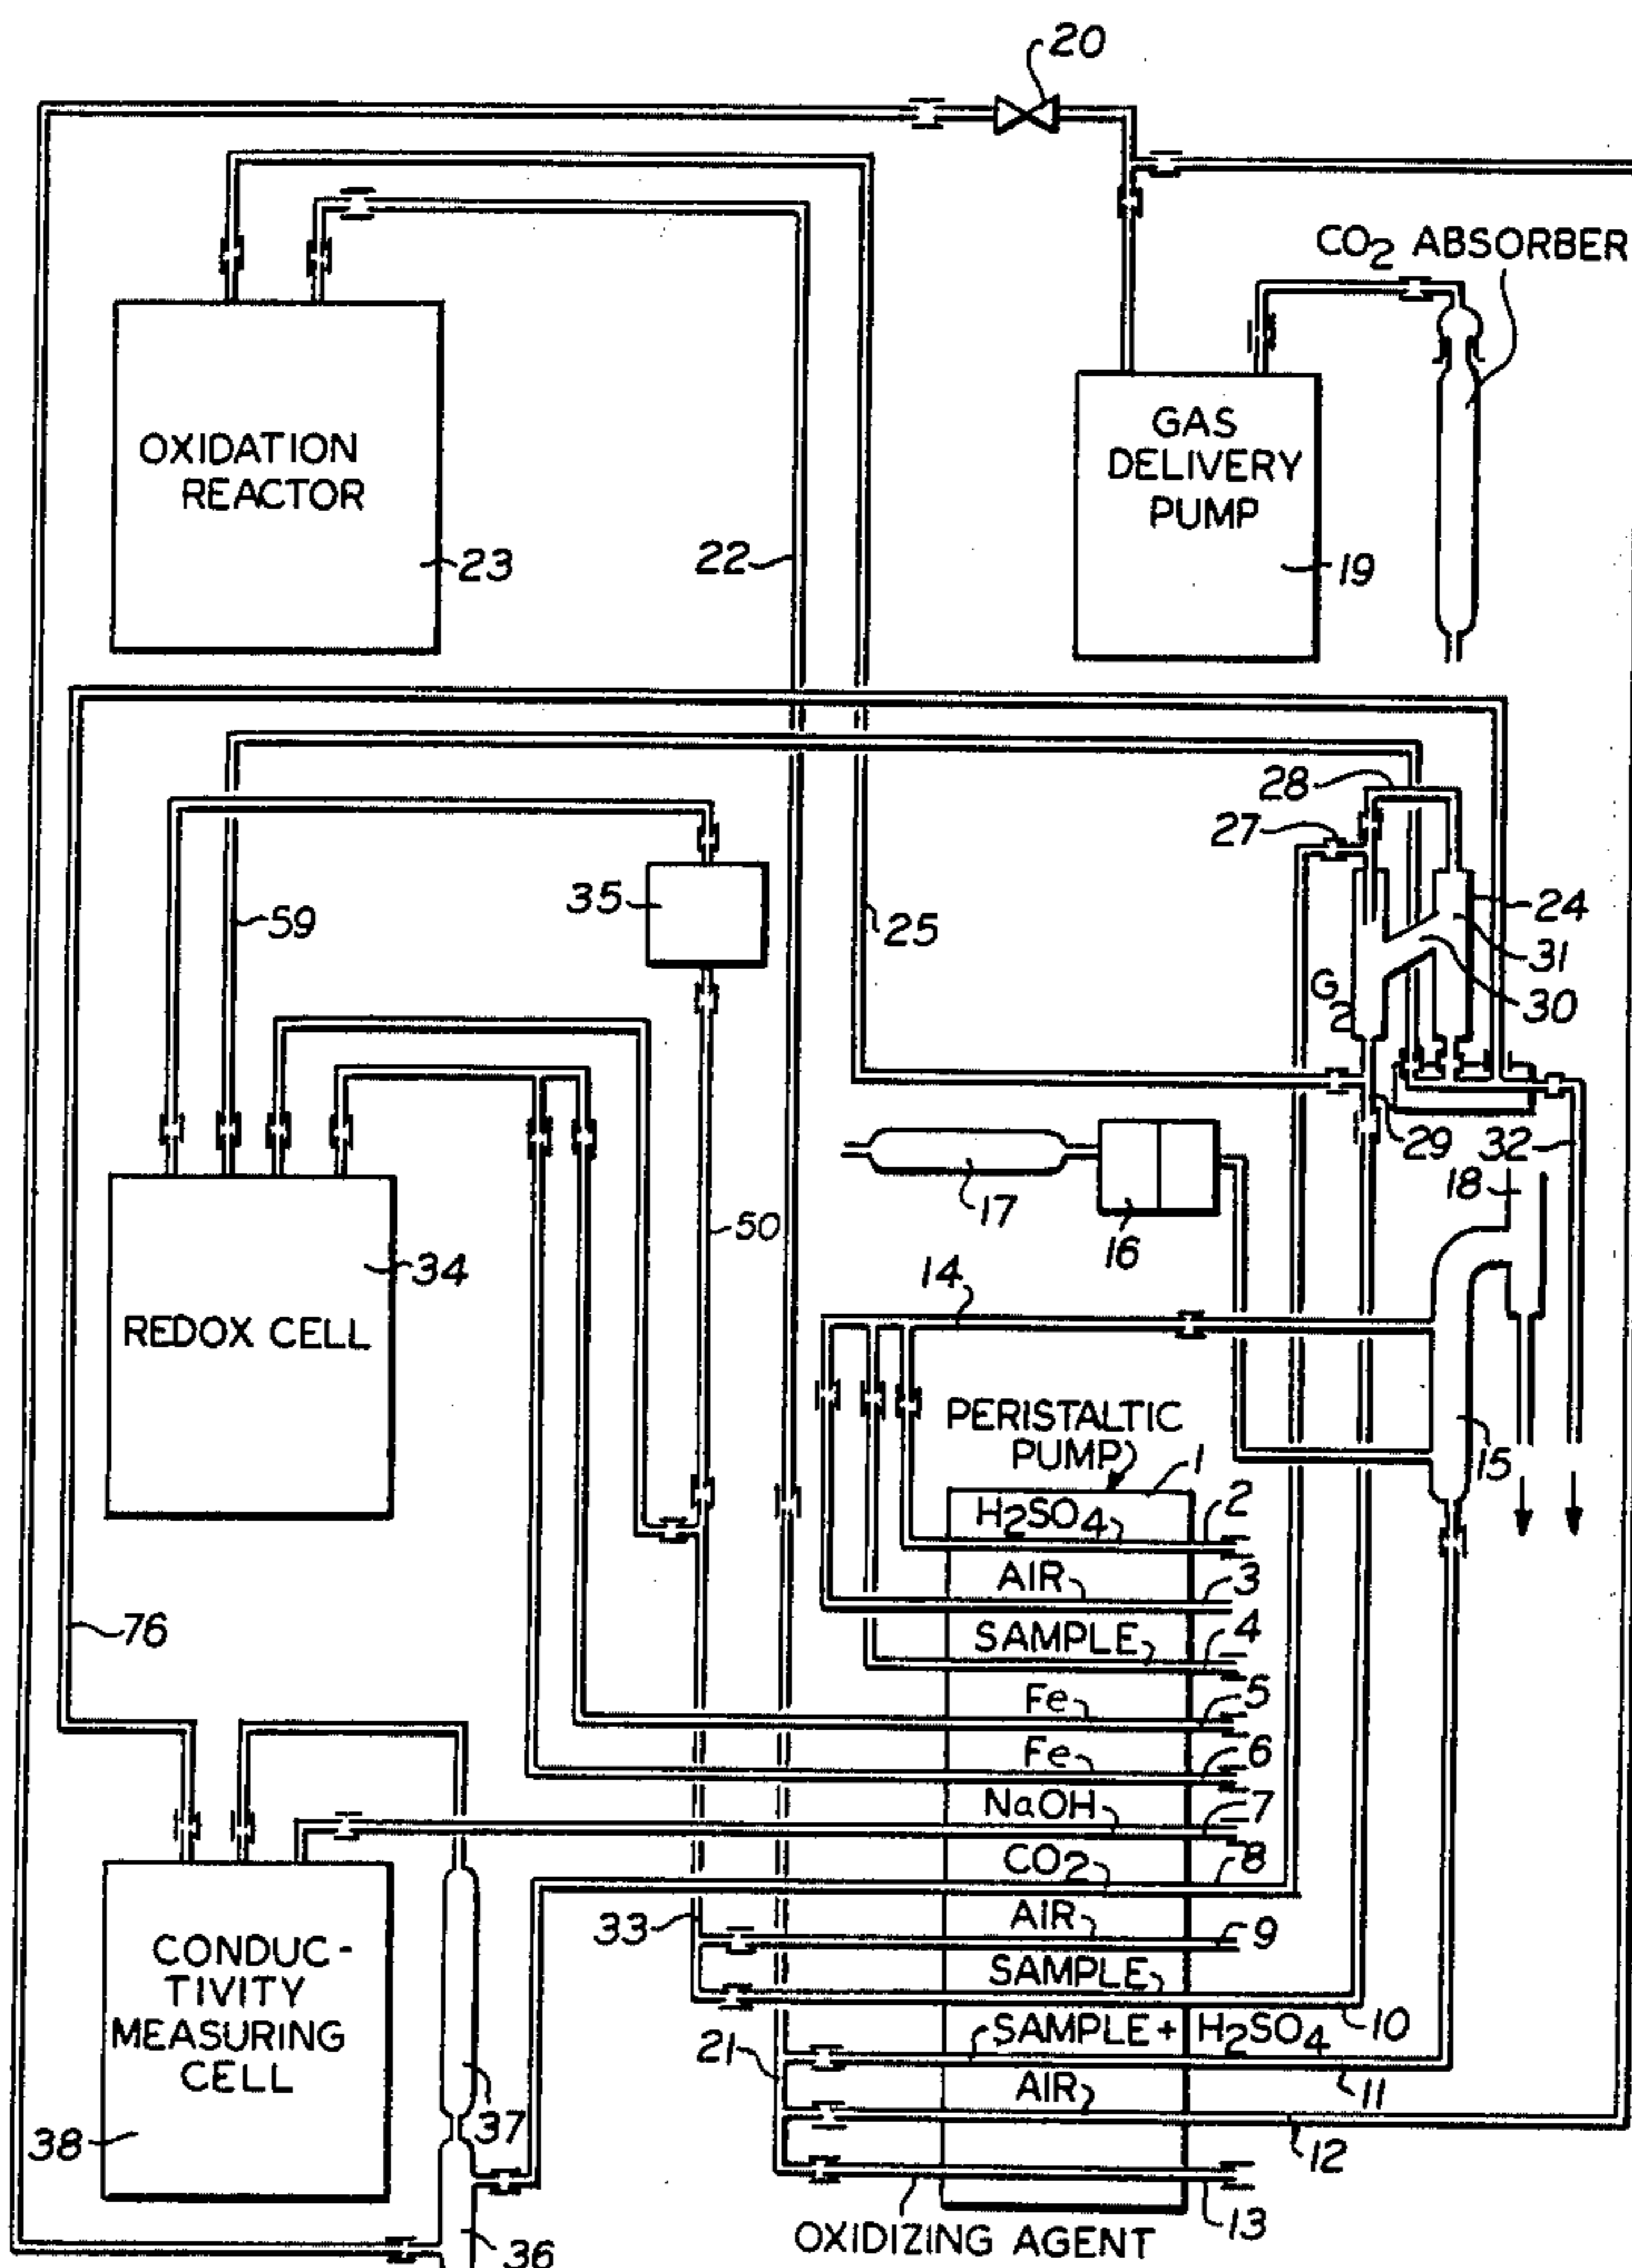 20
CO2 ABSORBER
OXIDATION
REACTOR
23
22
GAS
DELIVERY
PUMP
19
28
27
35
59
25
24
31
30
G
2
29
32
18
17
16
50
34
REDOX CELL
14
15
PERISTALTIC
PUMP
1
H2SO4
2
AIR
3
SAMPLE
4
76
Fe
5
Fe
6
NaOH
7
CO2
8
33
AIR
9
SAMPLE
10
SAMPLE + H2SO4
11
21
AIR
12
CONDUC-
TIVITY
MEASURING
CELL
37
38
13
OXIDIZING AGENT
36